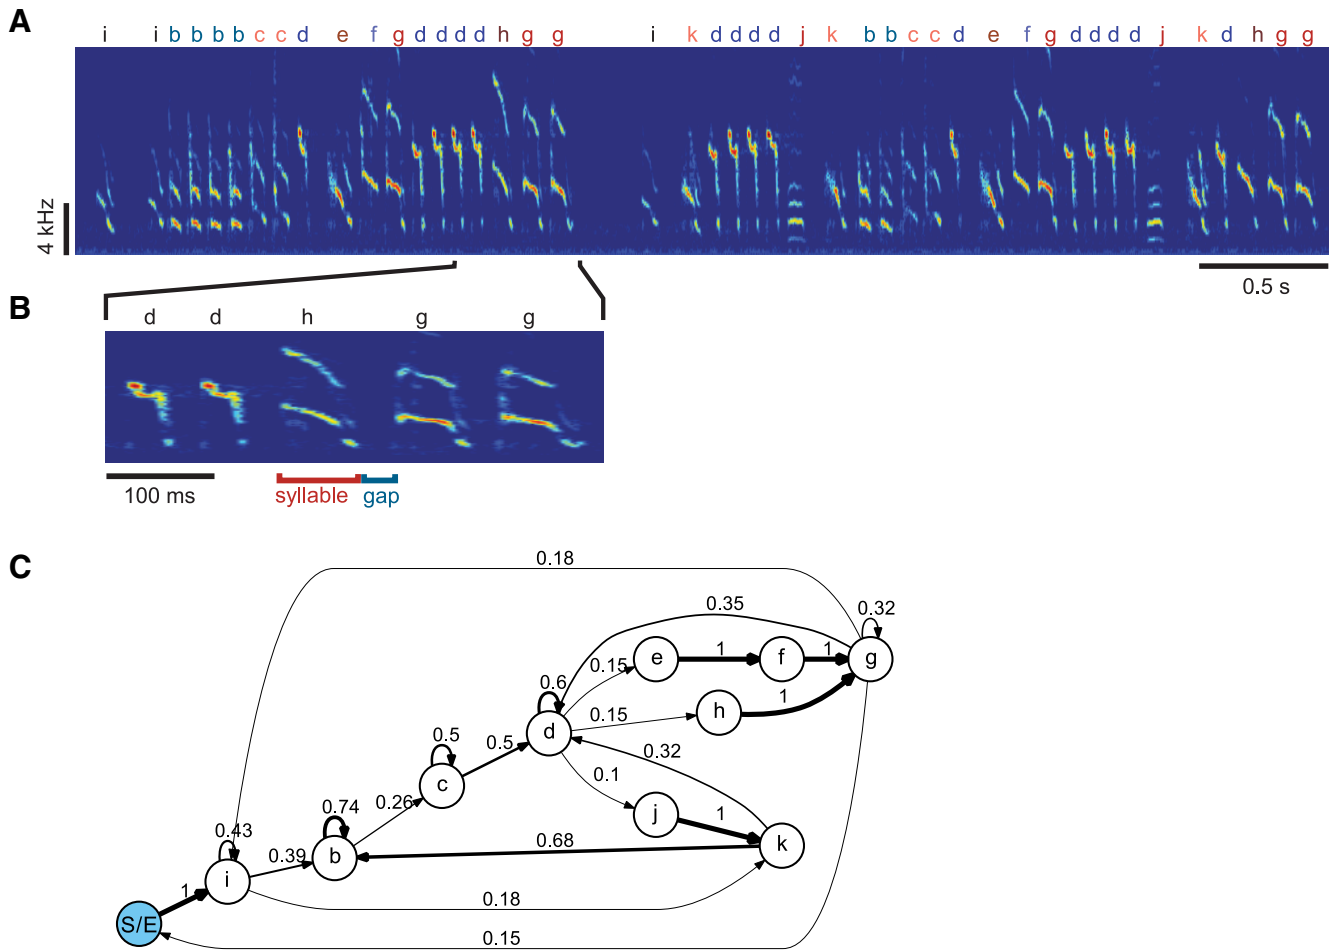 A
i i b b b b c c d e f g d d d d h g g i k d d d d j k b b c c d e f g d d d d j k d h g g
4 kHz
0.5 s
B
d d h g g
100 ms
syllable gap
C
0.18
0.35
0.32
e 1 f 1 g
0.15
0.6
h 1
0.15
d
0.5
0.5
0.32
c
0.1
0.26
j 1
0.74
k
0.68
0.43
b
0.39
i
0.18
1
S/E
0.15